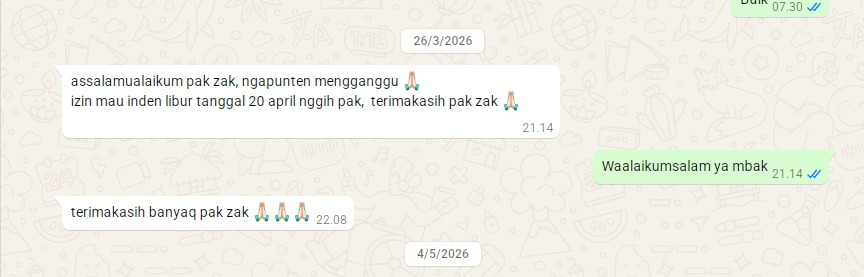 Baik
07.30
26/3/2026
assalamualaikum pak zak, ngapunten mengganggu 🙏🏻
izin mau inden libur tanggal 20 april nggih pak,  terimakasih pak zak 🙏🏻
21.14
Waalaikumsalam ya mbak 21.14
terimakasih banyaq pak zak 🙏🏻 🙏🏻 🙏🏻 22.08
4/5/2026